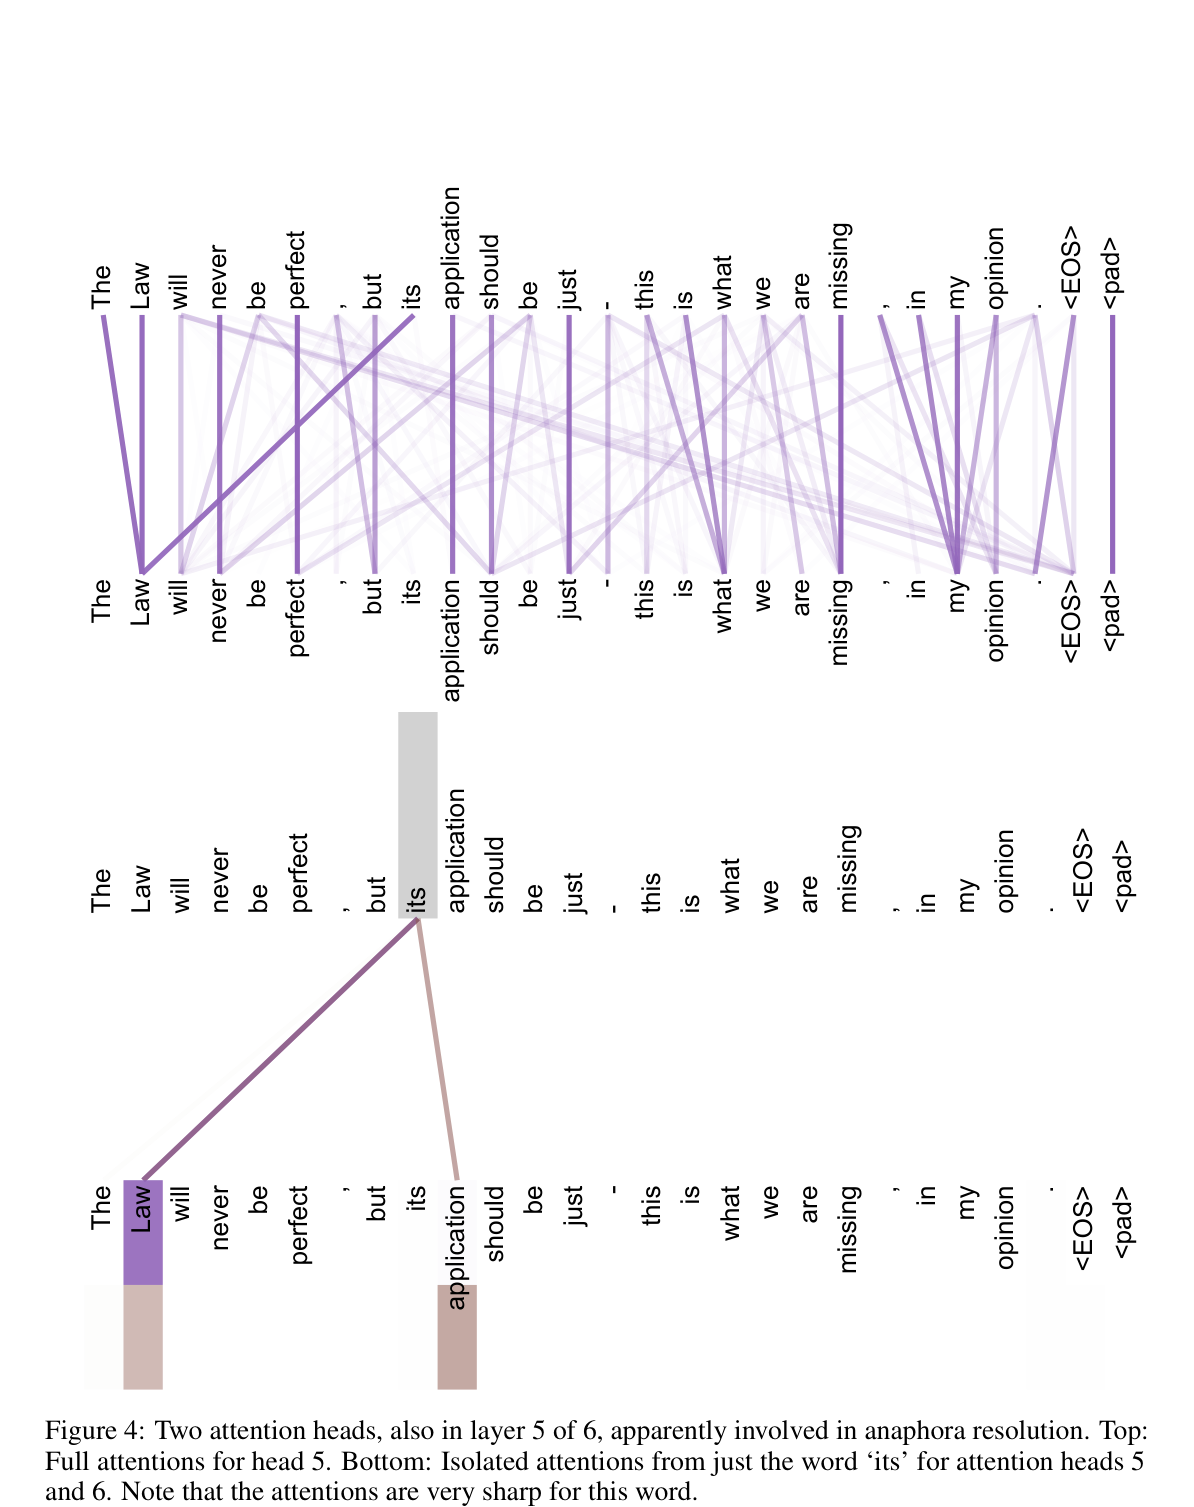 The Law will never be perfect , but its application should be just - this is what we are missing , in my opinion . <EOS> <pad>
The Law will never be perfect , but its application should be just - this is what we are missing , in my opinion . <EOS> <pad>
The Law will never be perfect , but its application should be just - this is what we are missing , in my opinion . <EOS> <pad>
The Law will never be perfect , but its application should be just - this is what we are missing , in my opinion . <EOS> <pad>
Figure 4: Two attention heads, also in layer 5 of 6, apparently involved in anaphora resolution. Top:
Full attentions for head 5. Bottom: Isolated attentions from just the word ‘its’ for attention heads 5
and 6. Note that the attentions are very sharp for this word.